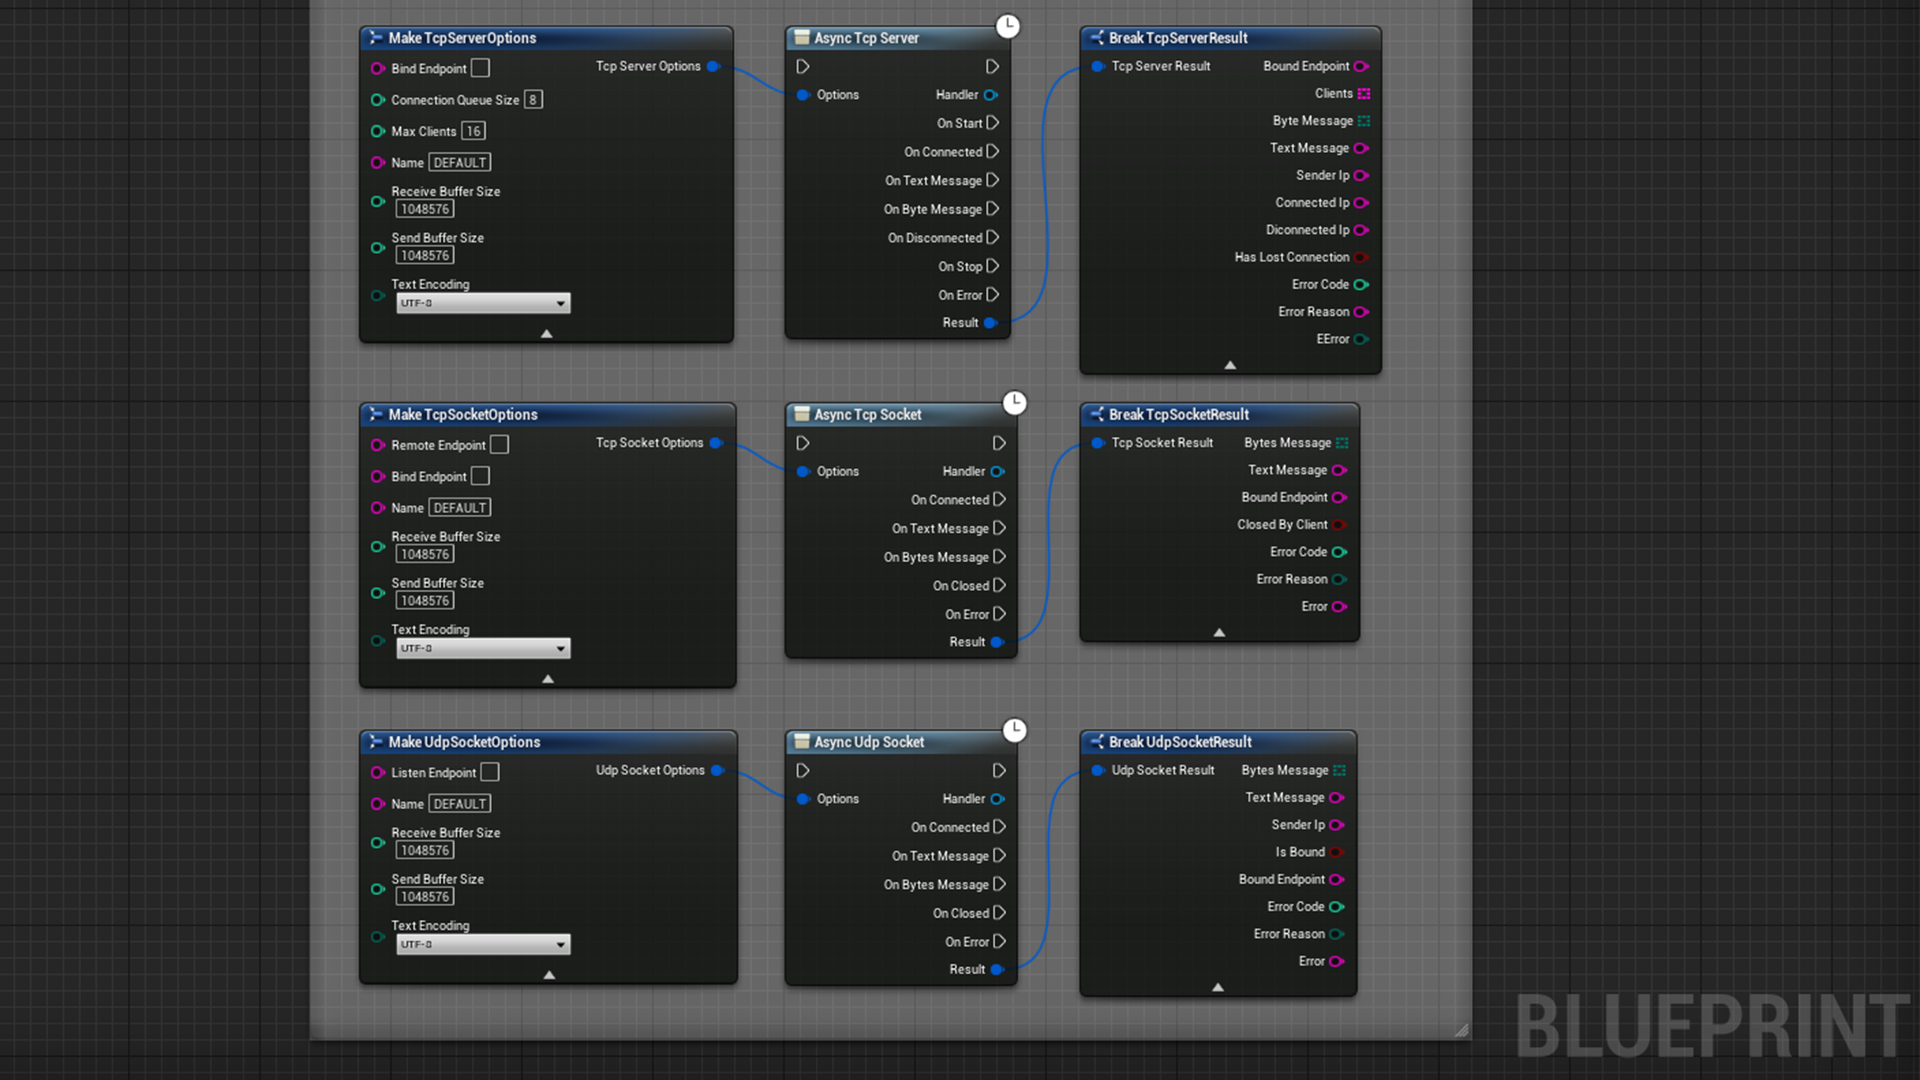 Make TcpServerOptions
Bind Endpoint
Tcp Server Options
Connection Queue Size 8
Max Clients 16
Name DEFAULT
Receive Buffer Size
1048576
Send Buffer Size
1048576
Text Encoding
UTF-8
Async Tcp Server
Options
Handler
On Start
On Connected
On Text Message
On Byte Message
On Disconnected
On Stop
On Error
Result
Break TcpServerResult
Tcp Server Result
Bound Endpoint
Clients
Byte Message
Text Message
Sender Ip
Connected Ip
Diconnected Ip
Has Lost Connection
Error Code
Error Reason
EError
Make TcpSocketOptions
Remote Endpoint
Tcp Socket Options
Bind Endpoint
Name DEFAULT
Receive Buffer Size
1048576
Send Buffer Size
1048576
Text Encoding
UTF-8
Async Tcp Socket
Options
Handler
On Connected
On Text Message
On Bytes Message
On Closed
On Error
Result
Break TcpSocketResult
Tcp Socket Result
Bytes Message
Text Message
Bound Endpoint
Closed By Client
Error Code
Error Reason
Error
Make UdpSocketOptions
Listen Endpoint
Udp Socket Options
Name DEFAULT
Receive Buffer Size
1048576
Send Buffer Size
1048576
Text Encoding
UTF-8
Async Udp Socket
Options
Handler
On Connected
On Text Message
On Bytes Message
On Closed
On Error
Result
Break UdpSocketResult
Udp Socket Result
Bytes Message
Text Message
Sender Ip
Is Bound
Bound Endpoint
Error Code
Error Reason
Error
BLUEPRINT